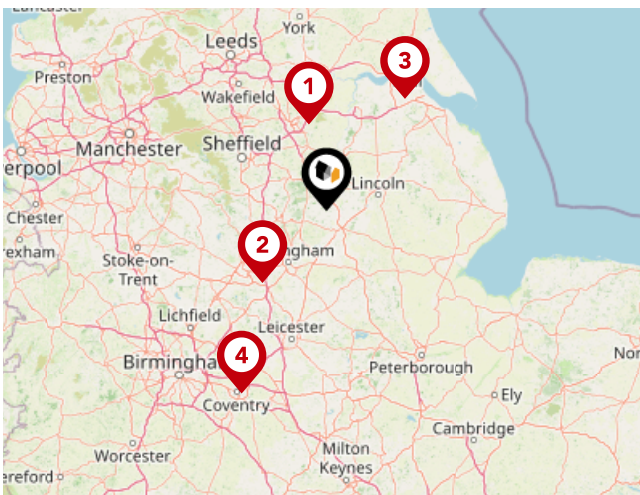 Lancaster
York
Leeds
3
Preston
1
Wakefield
Manchester
Sheffield
erpool
Lincoln
Chester
2
rexham
ingham
Stoke-on-
Trent
Lichfield
Leicester
4
Birmingha
Peterborough
Nor
Ely
Coventry
Cambridge
Worcester
Milton
Keynes
ereford